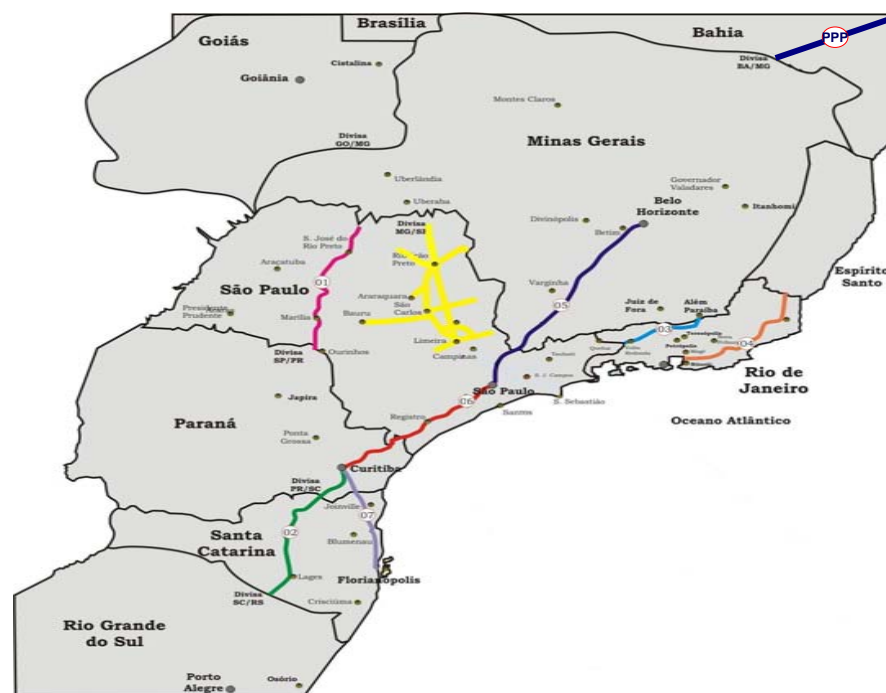 Brasília
Bahia
PPP
Goiás
Cistalina
Divisa
BA/MG
Goiânia
Montes Claros
Divisa
GO/MG
Minas Gerais
Uberlândia
Governador
Valadares
Uberaba
Belo
Horizonte
Itanhomi
Divinópolis
Betim
Divisa
MG/SP
S. José do
Rio Preto
Araçatuba
São Paulo
01
Ribeirão
Preto
Espírito
Santo
Varginha
05
Araraquara
São
Carlos
Juiz de
Fora
Além
Paraíba
Presidente
Prudente
Marília
Bauru
03
04
Limeira
Campinas
Divisa
SP/PR
Ourinhos
Taubaté
S. J. Campos
Petrópolis
Rio de
Janeiro
São Paulo
S. Sebastião
Santos
06
Registro
Oceano Atlântico
Japira
Paraná
Ponta
Grossa
Curitiba
Divisa
PR/SC
Joinville
07
02
Santa
Catarina
Blumenau
Lages
Florianópolis
Divisa
SC/RS
Crisciúma
Rio Grande
do Sul
Porto
Alegre
Osório